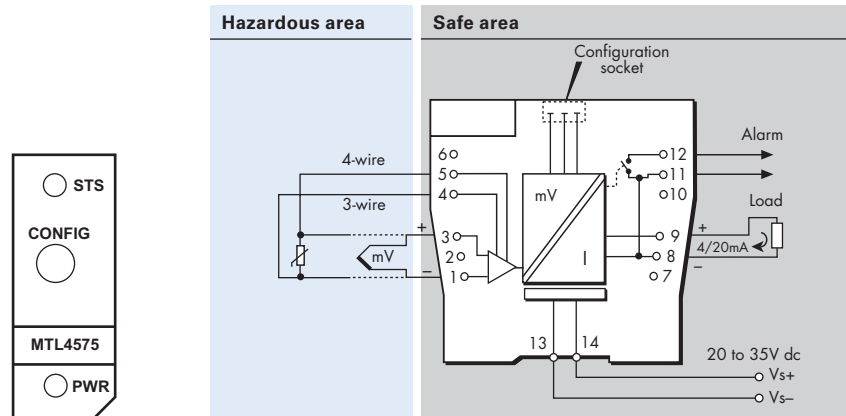 Hazardous area
Safe area
Configuration
socket
Alarm
4-wire
3-wire
6
5
4
3
2
1
+
−
mV
mV
I
12
11
10
9
8
7
Load
+
4/20mA
−
13
14
20 to 35V dc
Vs+
Vs−
STS
CONFIG
MTL4575
PWR